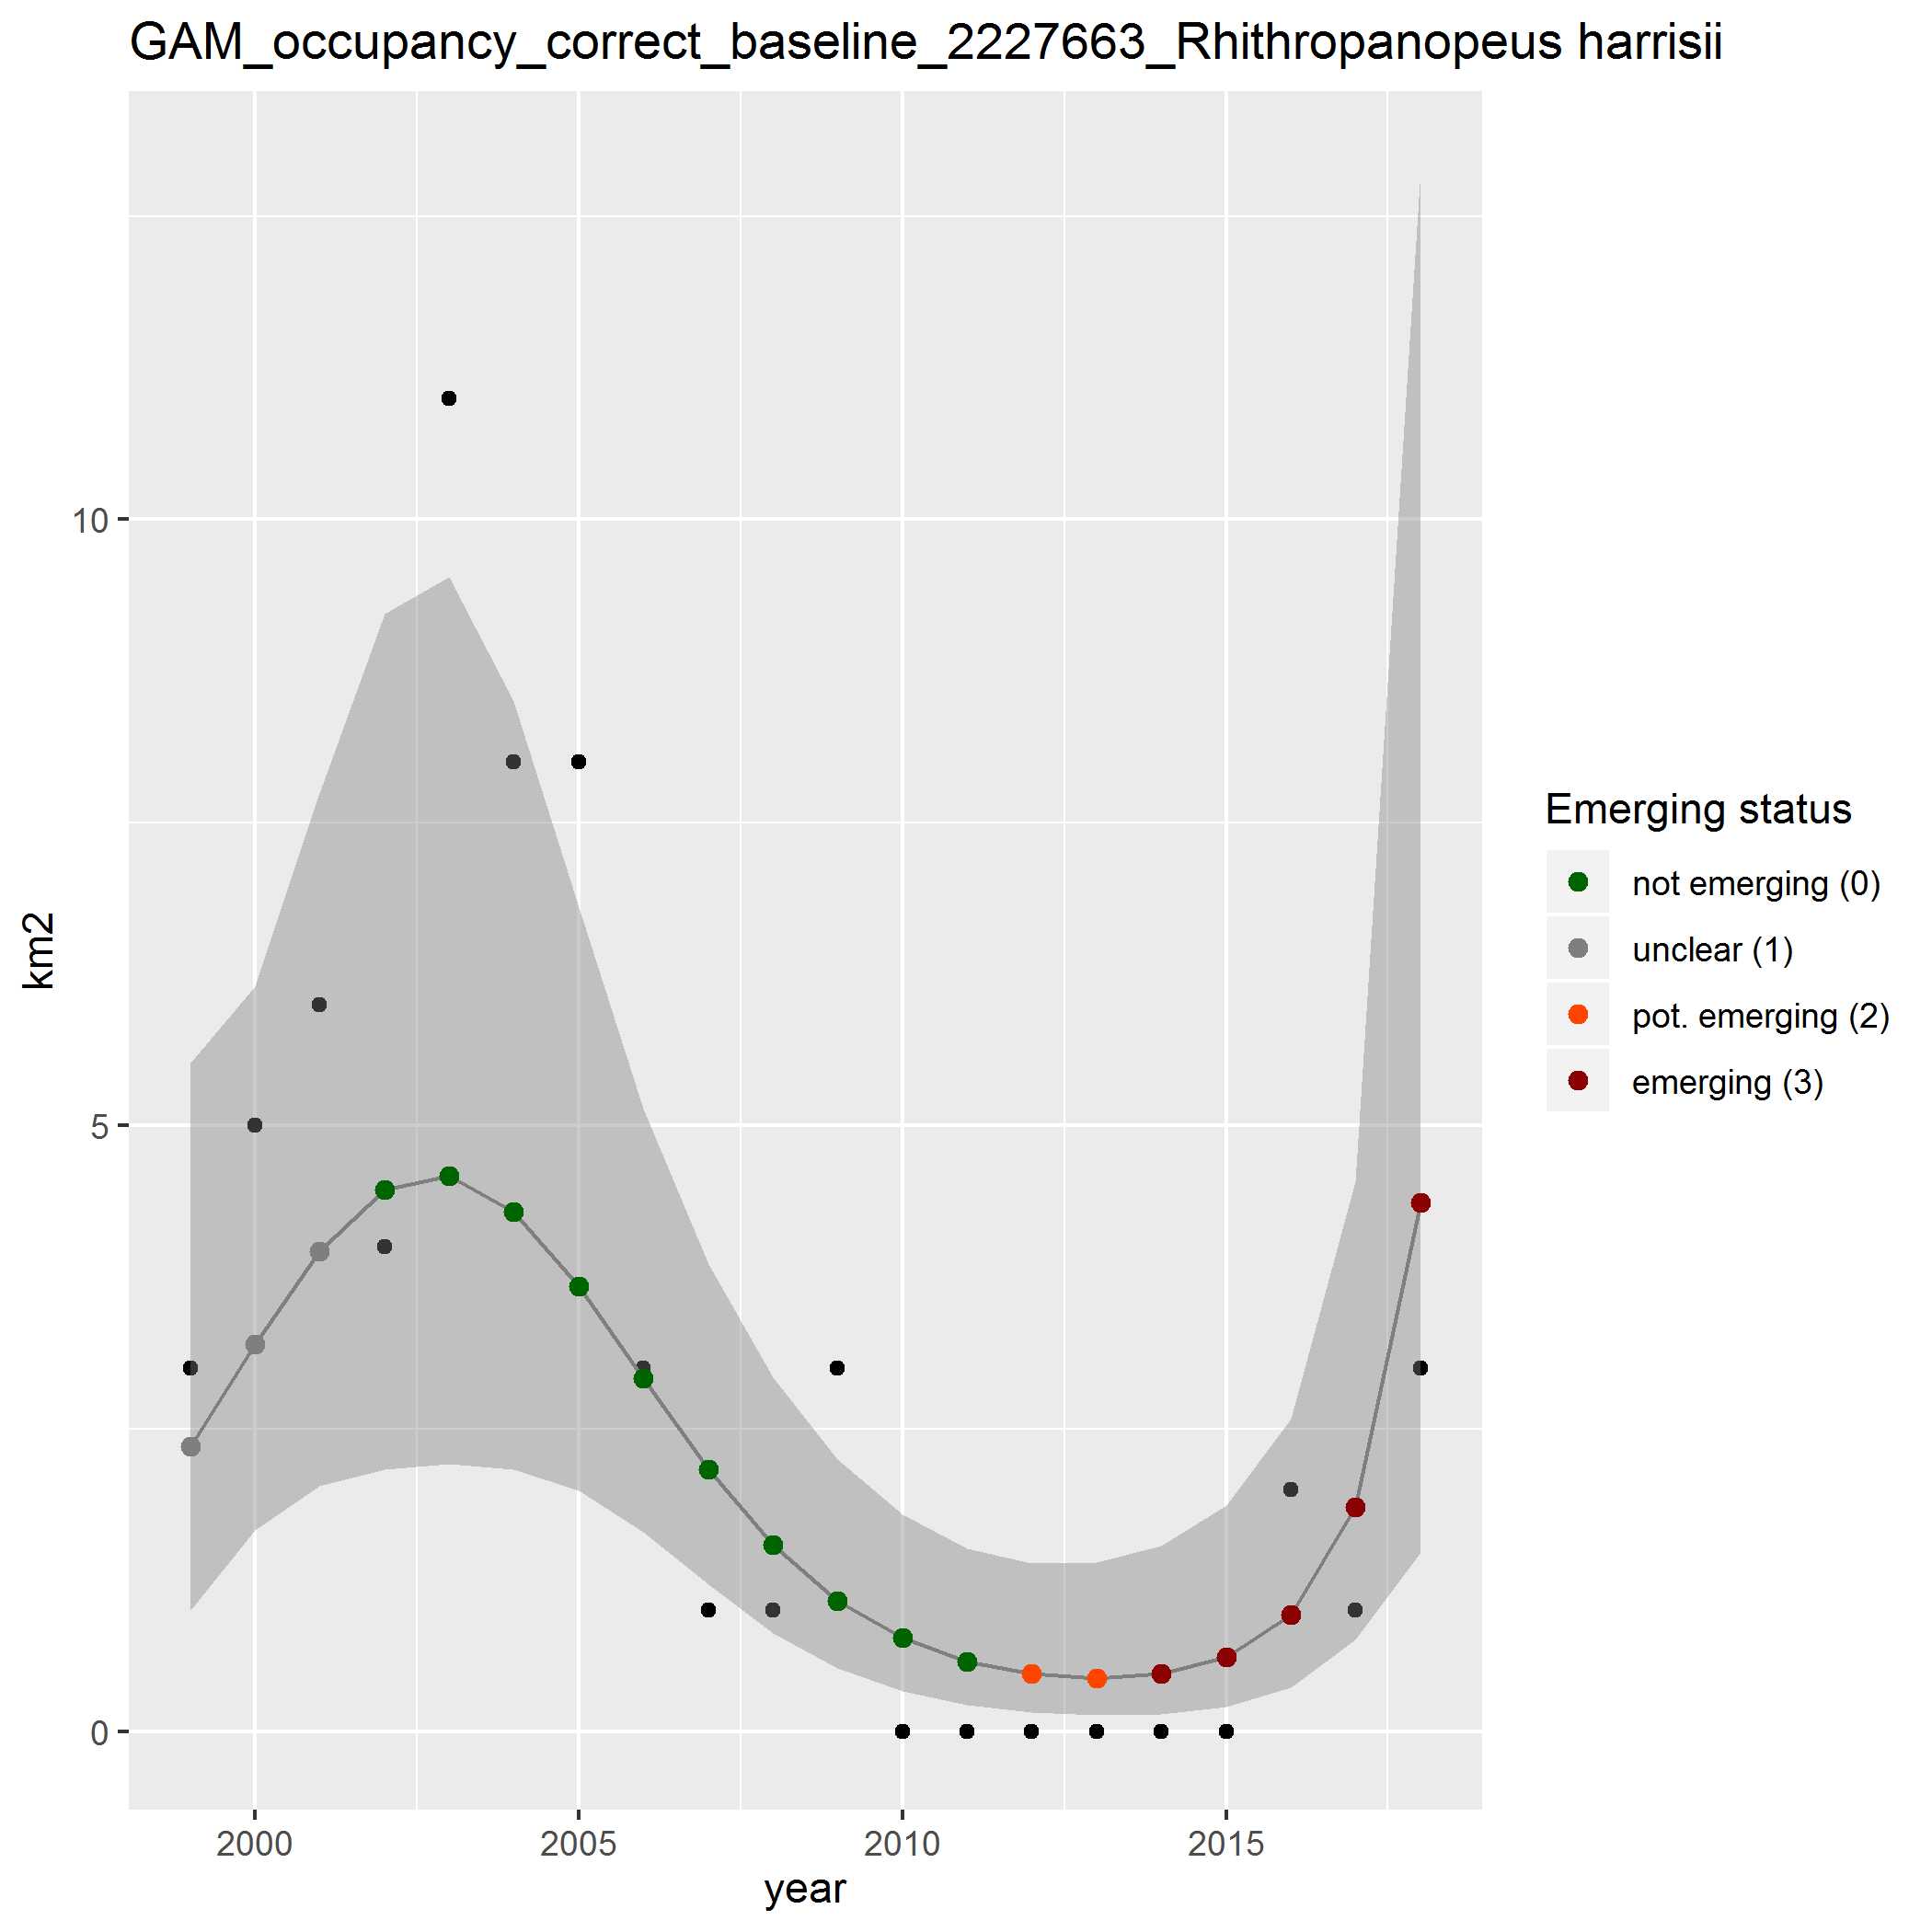 GAM_occupancy_correct_baseline_2227663_Rhithropanopeus harrisii
10
5
0
km2
2000 2005 2010 2015
year
Emerging status
not emerging (0)
unclear (1)
pot. emerging (2)
emerging (3)